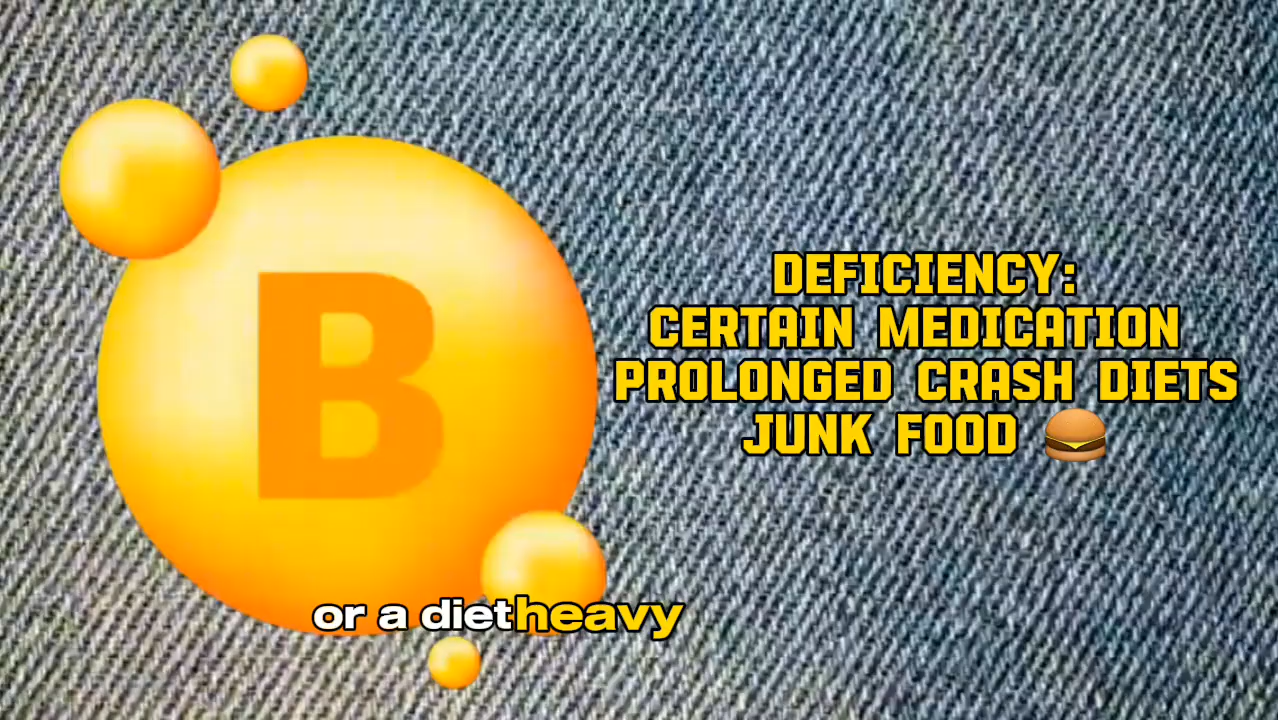 B
DEFICIENCY:
CERTAIN MEDICATION
PROLONGED CRASH DIETS
JUNK FOOD 🍔
or a diet heavy